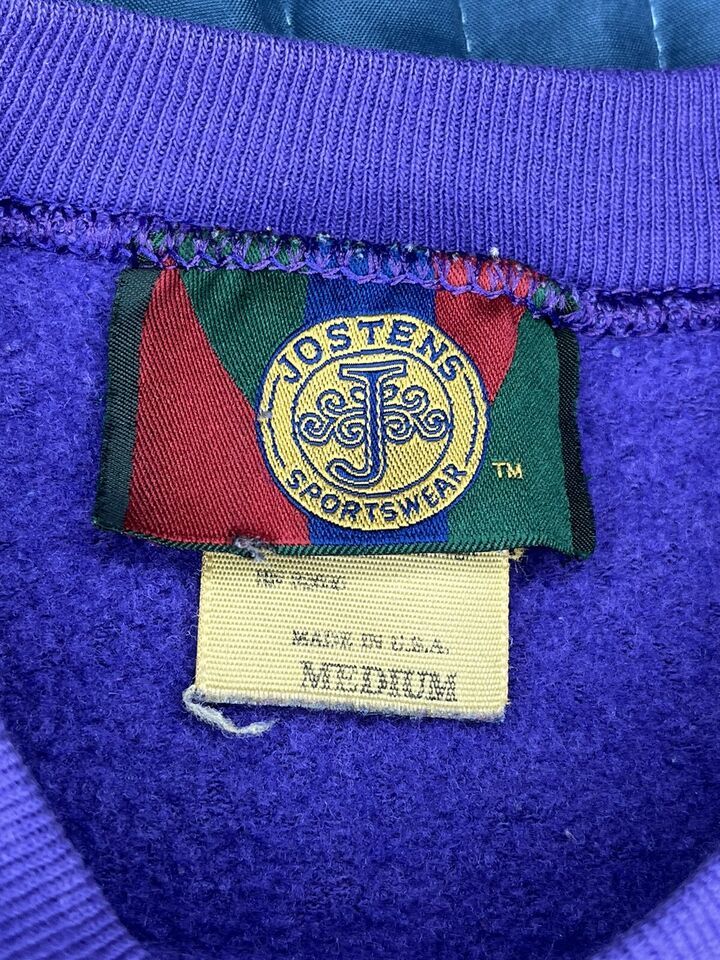 JOSTENS
J
SPORTSWEAR
TM
MADE IN U.S.A.
MEDIUM